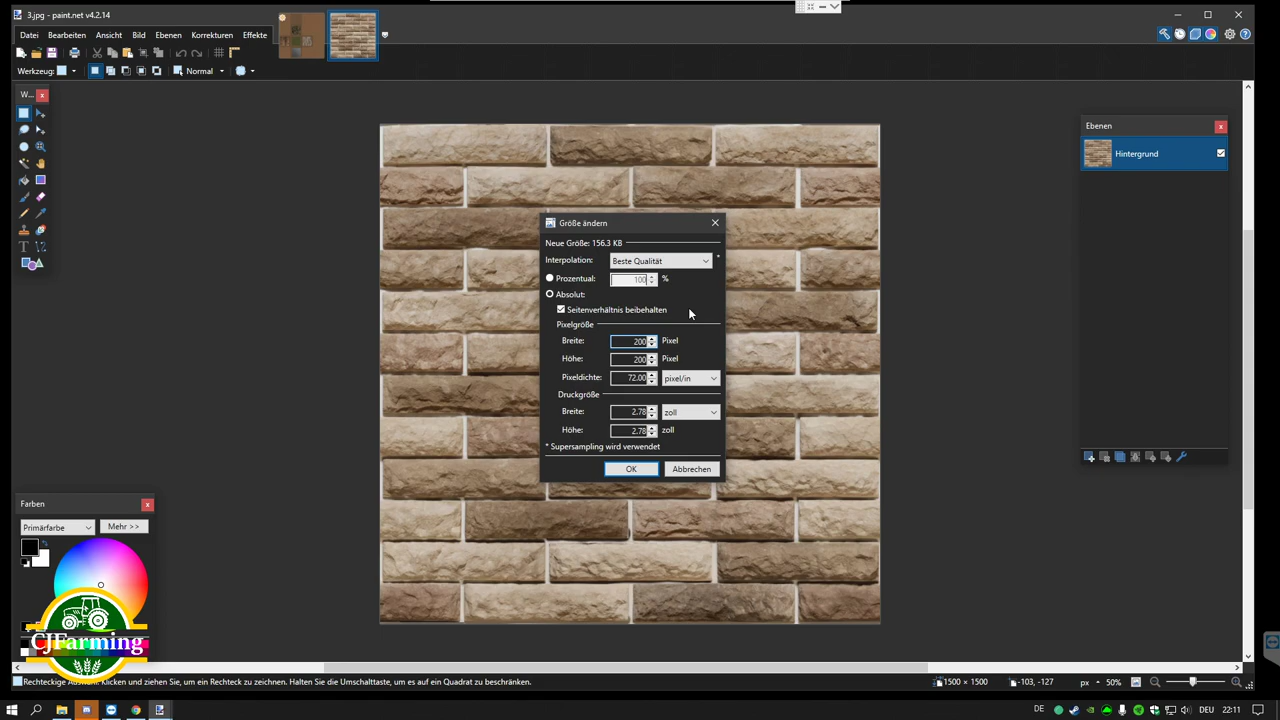 3.jpg - paint.net v4.2.14
Datei Bearbeiten Ansicht Bild Ebenen Korrekturen Effekte
Werkzeug: Normal
W...
Ebenen
Hintergrund
Größe ändern
Neue Größe: 156.3 KB
Interpolation: Beste Qualität *
Prozentual: 100 %
Absolut:
Seitenverhältnis beibehalten
Pixelgröße
Breite: 200 Pixel
Höhe: 200 Pixel
Pixeldichte: 72.00 pixel/in
Druckgröße
Breite: 2.78 zoll
Höhe: 2.78 zoll
* Supersampling wird verwendet
OK Abbrechen
Farben
Primärfarbe Mehr >>
CJFarming
Rechteckige Auswahl: Klicken und ziehen Sie, um ein Rechteck zu zeichnen. Halten Sie die Umschalttaste, um es auf ein Quadrat zu beschränken.
1500 × 1500 -103, -127 px 50%
DE DEU 22:11